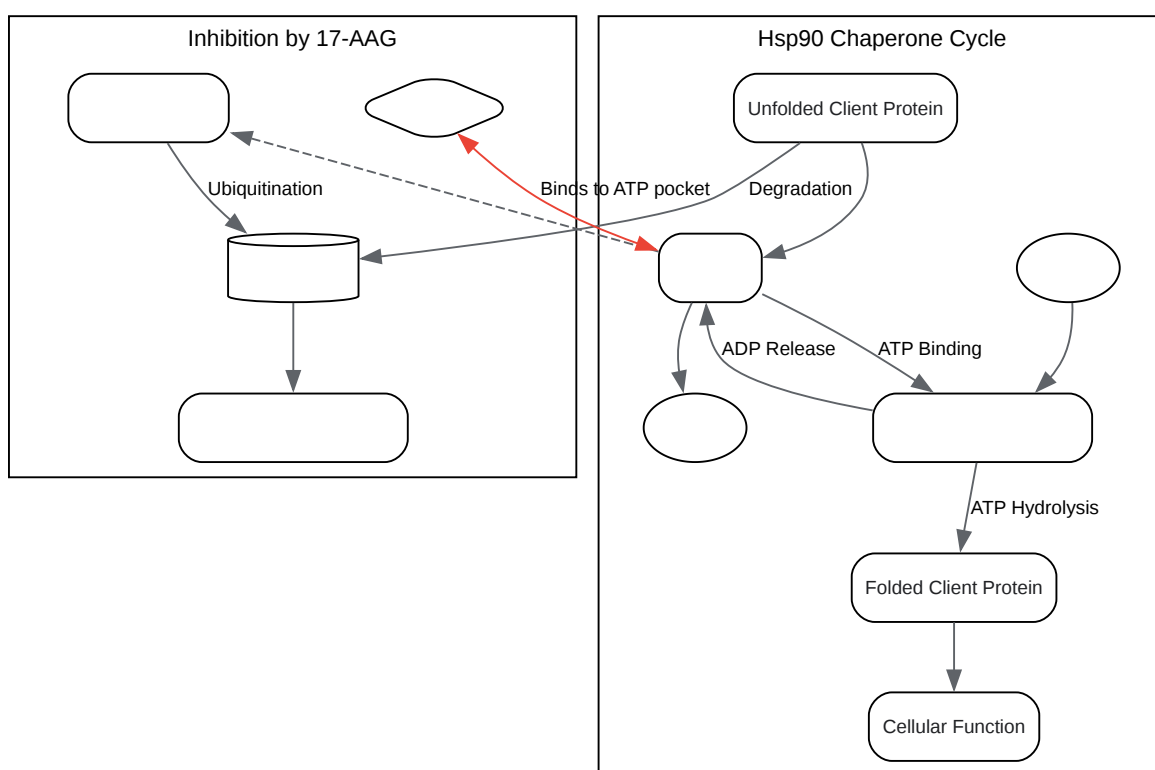 Inhibition by 17-AAG
Hsp90 Chaperone Cycle
Unfolded Client Protein
Ubiquitination
Binds to ATP pocket
Degradation
ADP Release
ATP Binding
ATP Hydrolysis
Folded Client Protein
Cellular Function